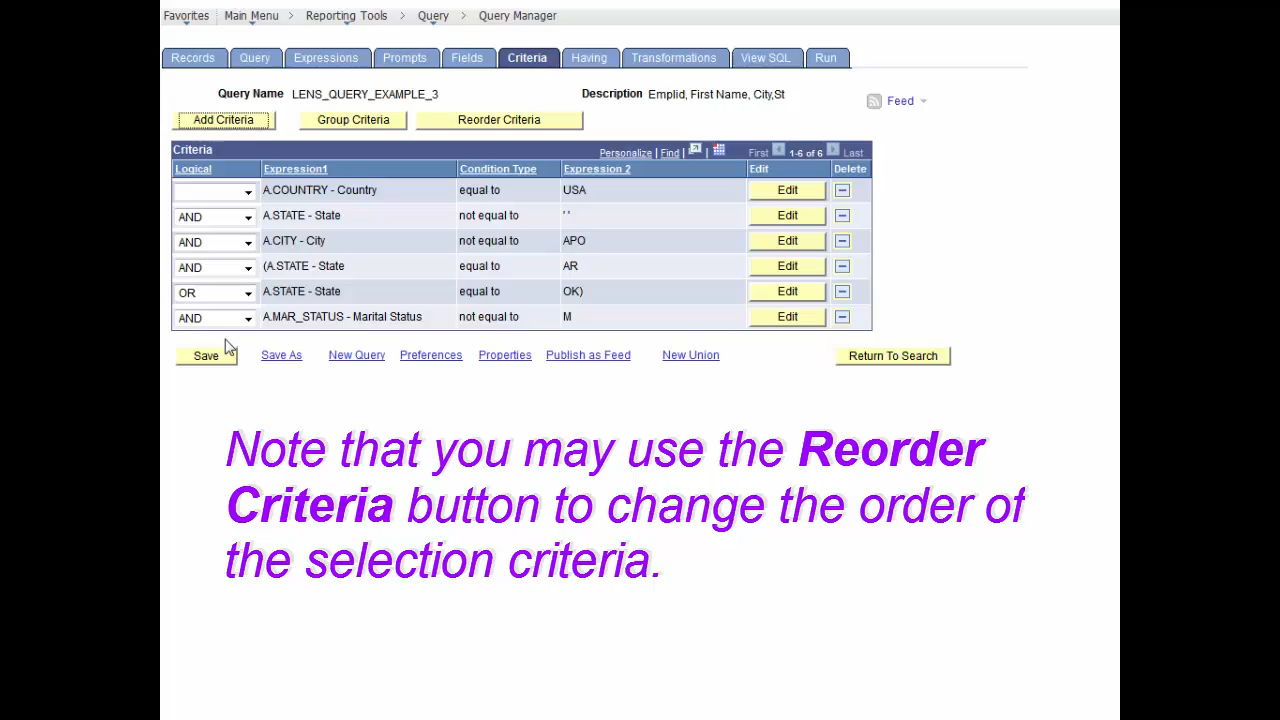 Favorites Main Menu > Reporting Tools > Query > Query Manager
Records Query Expressions Prompts Fields Criteria Having Transformations View SQL Run
Query Name LENS_QUERY_EXAMPLE_3 Description Emplid, First Name, City,St Feed
Add Criteria Group Criteria Reorder Criteria
Criteria Personalize | Find | | First 1-6 of 6 Last
Logical Expression1 Condition Type Expression 2 Edit Delete
A.COUNTRY - Country equal to USA Edit
AND A.STATE - State not equal to ' ' Edit
AND A.CITY - City not equal to APO Edit
AND (A.STATE - State equal to AR Edit
OR A.STATE - State equal to OK) Edit
AND A.MAR_STATUS - Marital Status not equal to M Edit
Save Save As New Query Preferences Properties Publish as Feed New Union Return To Search
Note that you may use the Reorder
Criteria button to change the order of
the selection criteria.